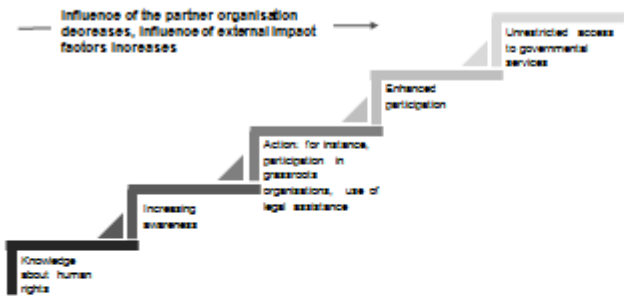 Influence of the partner organisation
decreases, influence of external impact
factors increases
Unrestricted access
to governmental
services
Enhanced
participation
Action: for instance,
participation in
grassroots
organisations, use of
legal assistance
Increasing
awareness
Knowledge
about human
rights